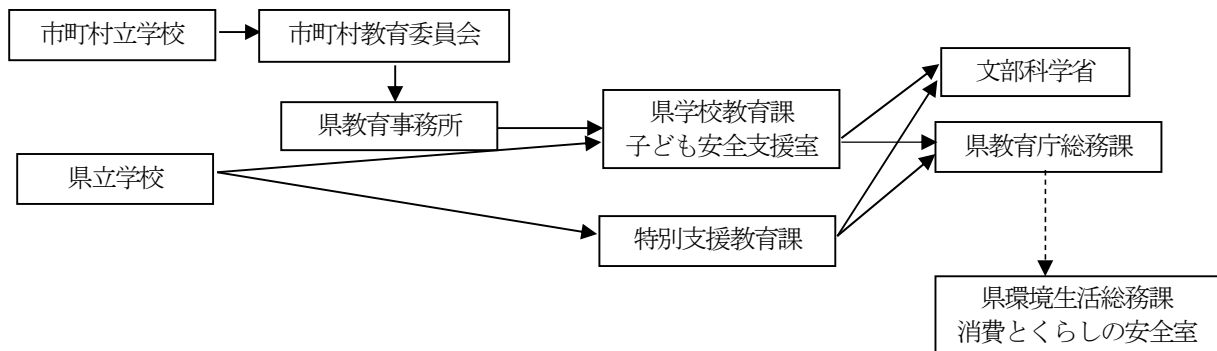 市町村立学校
市町村教育委員会
文部科学省
県教育事務所
県学校教育課
子ども安全支援室
県教育庁総務課
県立学校
特別支援教育課
県環境生活総務課
消費とくらしの安全室